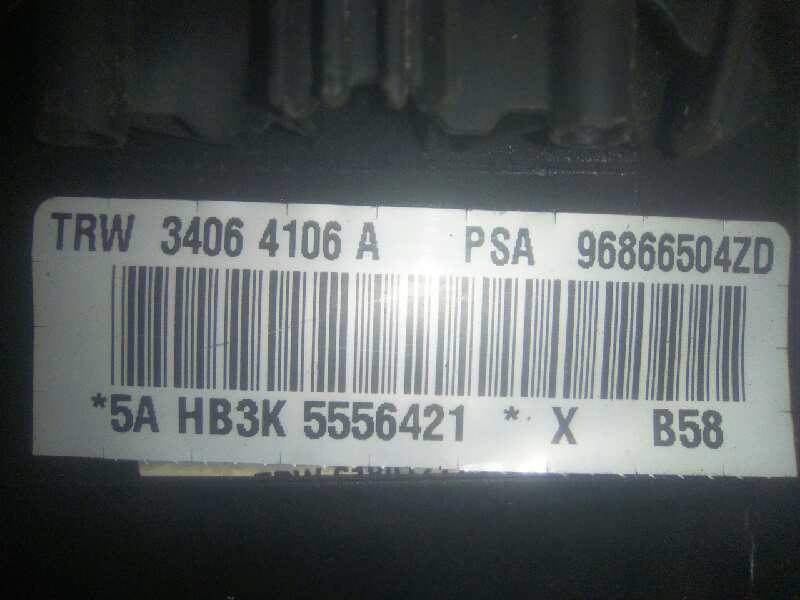 TRW 3406 4106 A PSA 96866504ZD
*5A HB3K 5556421 * X B58